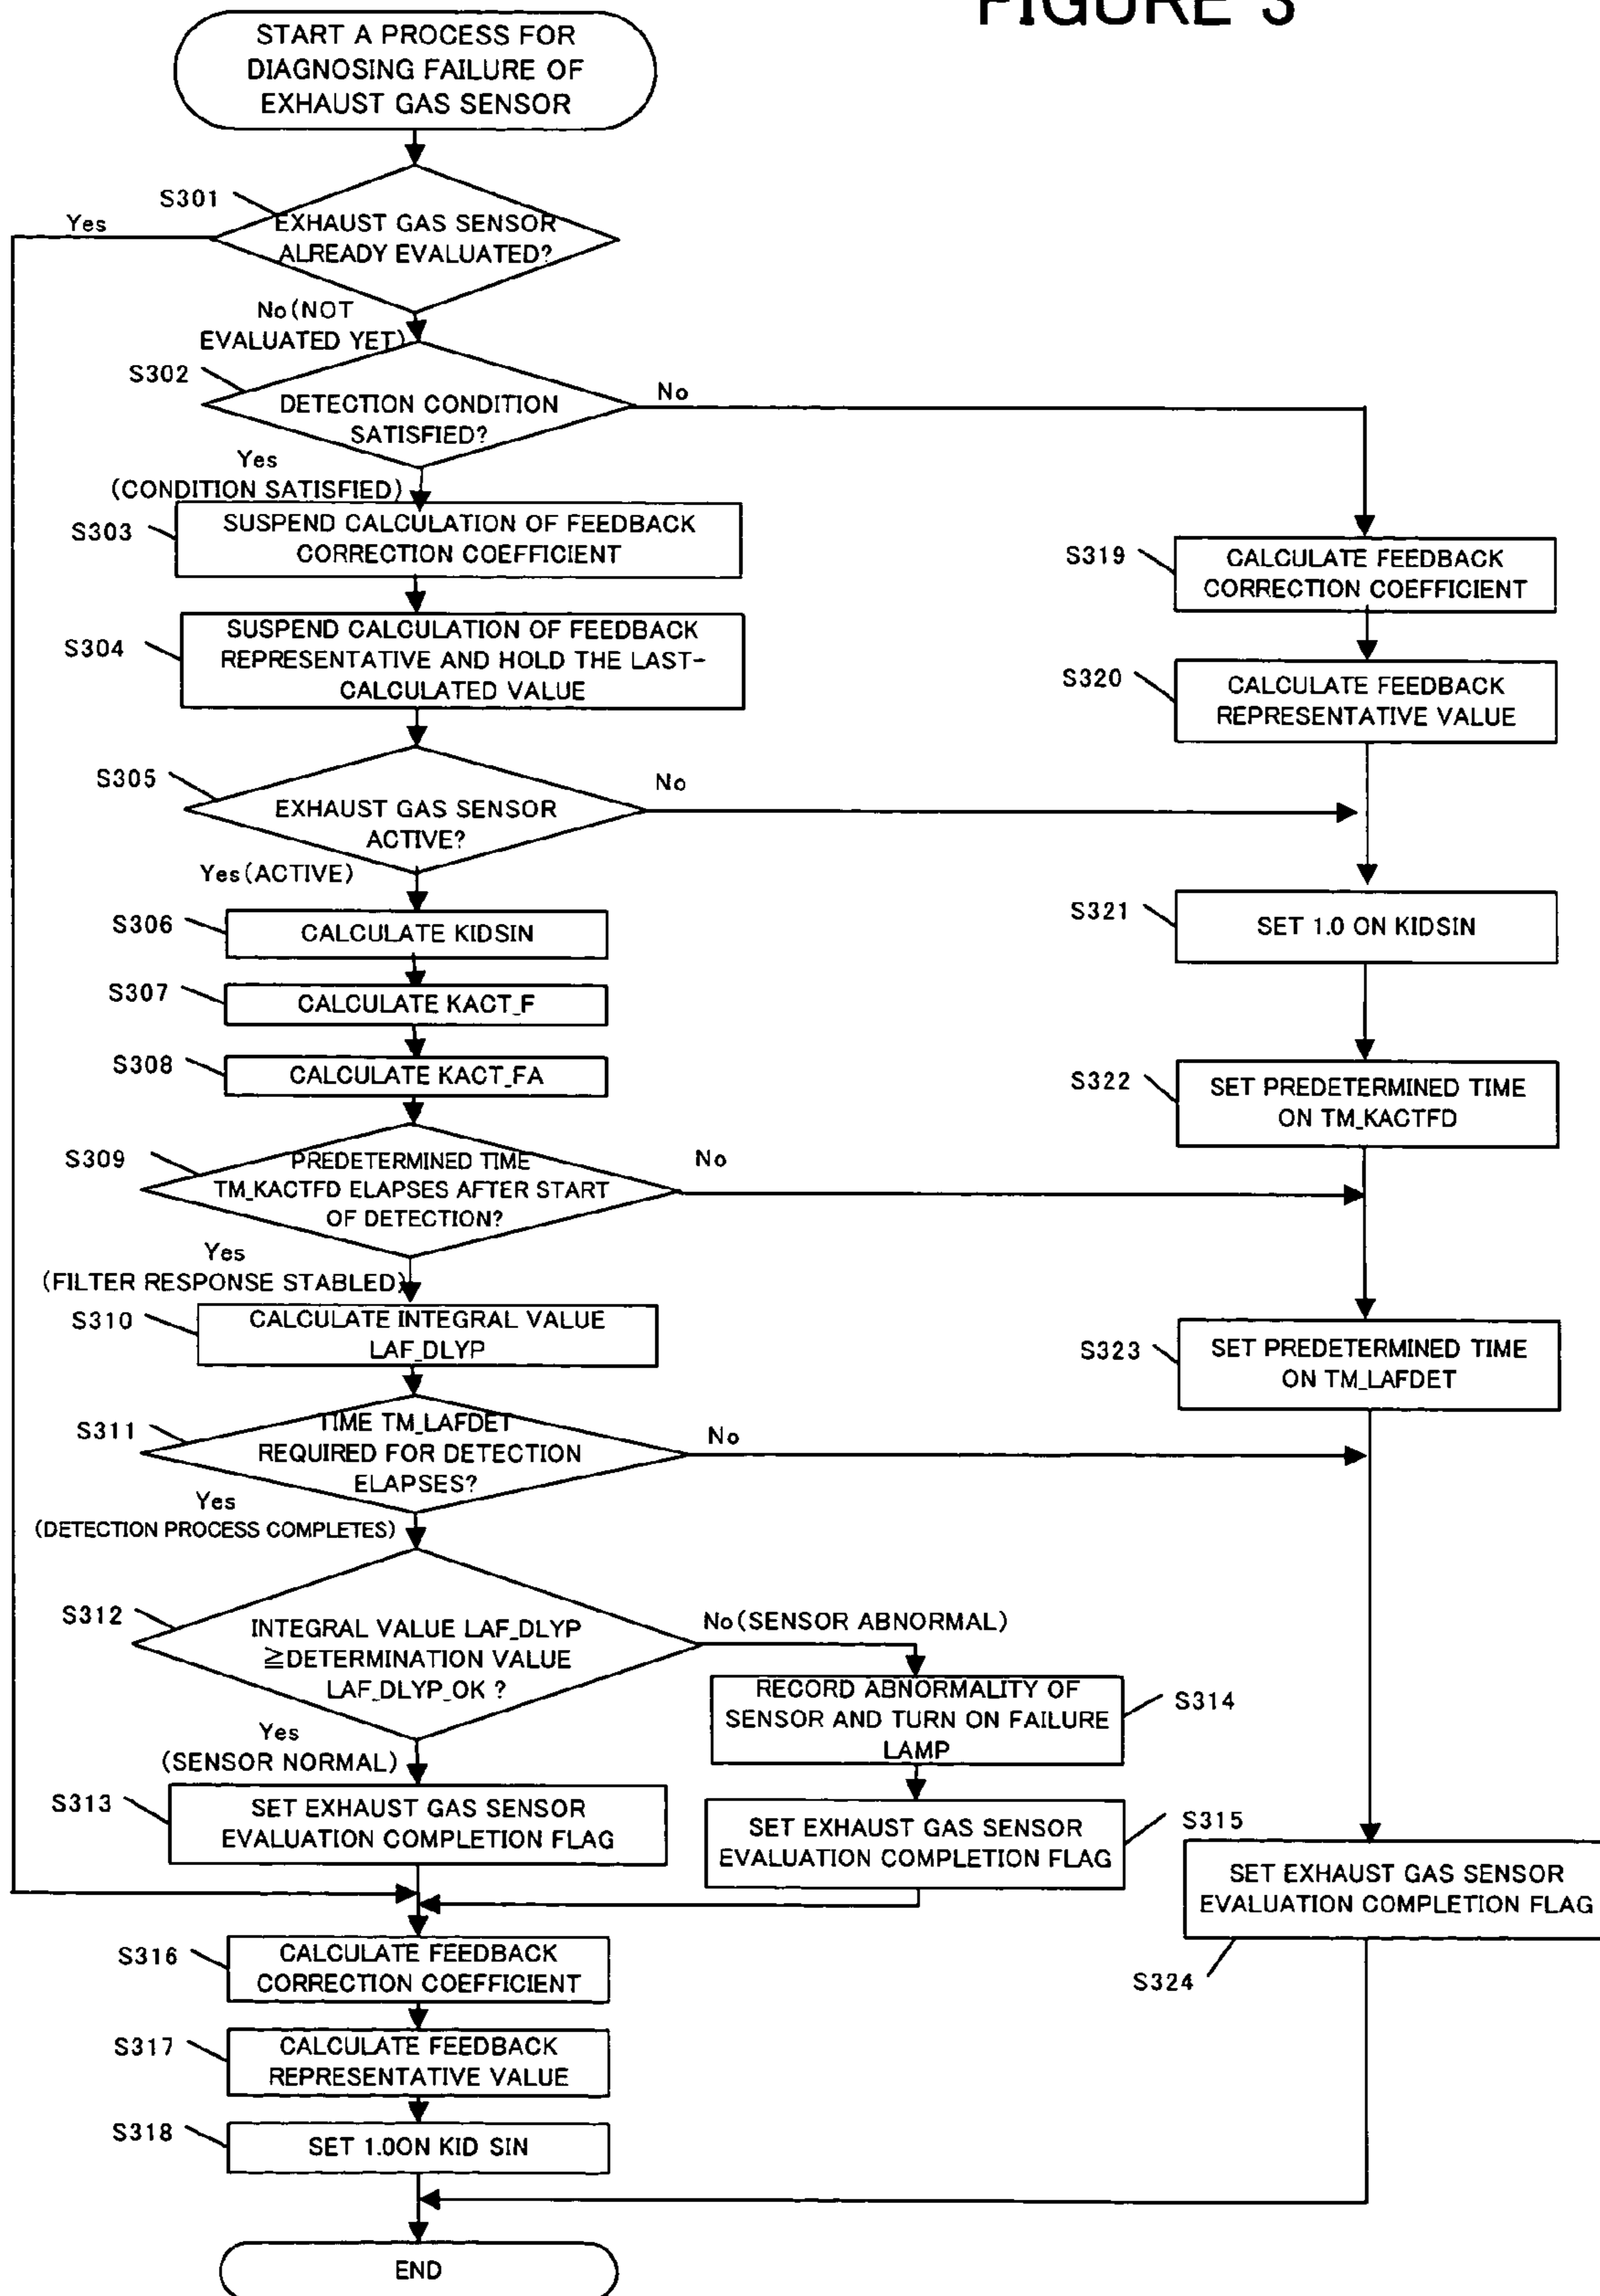 FIGURE 3
START A PROCESS FOR
DIAGNOSING FAILURE OF
EXHAUST GAS SENSOR
S301
EXHAUST GAS SENSOR
ALREADY EVALUATED?
Yes
No(NOT
EVALUATED YET)
S302
DETECTION CONDITION
SATISFIED?
No
Yes
(CONDITION SATISFIED)
S303
SUSPEND CALCULATION OF FEEDBACK
CORRECTION COEFFICIENT
S304
SUSPEND CALCULATION OF FEEDBACK
REPRESENTATIVE AND HOLD THE LAST-
CALCULATED VALUE
S319
CALCULATE FEEDBACK
CORRECTION COEFFICIENT
S320
CALCULATE FEEDBACK
REPRESENTATIVE VALUE
S305
EXHAUST GAS SENSOR
ACTIVE?
No
Yes(ACTIVE)
S306
CALCULATE KIDSIN
S321
SET 1.0 ON KIDSIN
S307
CALCULATE KACT_F
S308
CALCULATE KACT_FA
S322
SET PREDETERMINED TIME
ON TM_KACTFD
S309
PREDETERMINED TIME
TM_KACTFD ELAPSES AFTER START
OF DETECTION?
No
Yes
(FILTER RESPONSE STABLED)
S310
CALCULATE INTEGRAL VALUE
LAF_DLYP
S323
SET PREDETERMINED TIME
ON TM_LAFDET
S311
TIME TM_LAFDET
REQUIRED FOR DETECTION
ELAPSES?
No
Yes
(DETECTION PROCESS COMPLETES)
S312
INTEGRAL VALUE LAF_DLYP
≧DETERMINATION VALUE
LAF_DLYP_OK ?
No(SENSOR ABNORMAL)
Yes
(SENSOR NORMAL)
RECORD ABNORMALITY OF
SENSOR AND TURN ON FAILURE
LAMP
S314
S313
SET EXHAUST GAS SENSOR
EVALUATION COMPLETION FLAG
SET EXHAUST GAS SENSOR
EVALUATION COMPLETION FLAG
S315
SET EXHAUST GAS SENSOR
EVALUATION COMPLETION FLAG
S324
S316
CALCULATE FEEDBACK
CORRECTION COEFFICIENT
S317
CALCULATE FEEDBACK
REPRESENTATIVE VALUE
S318
SET 1.0ON KID SIN
END